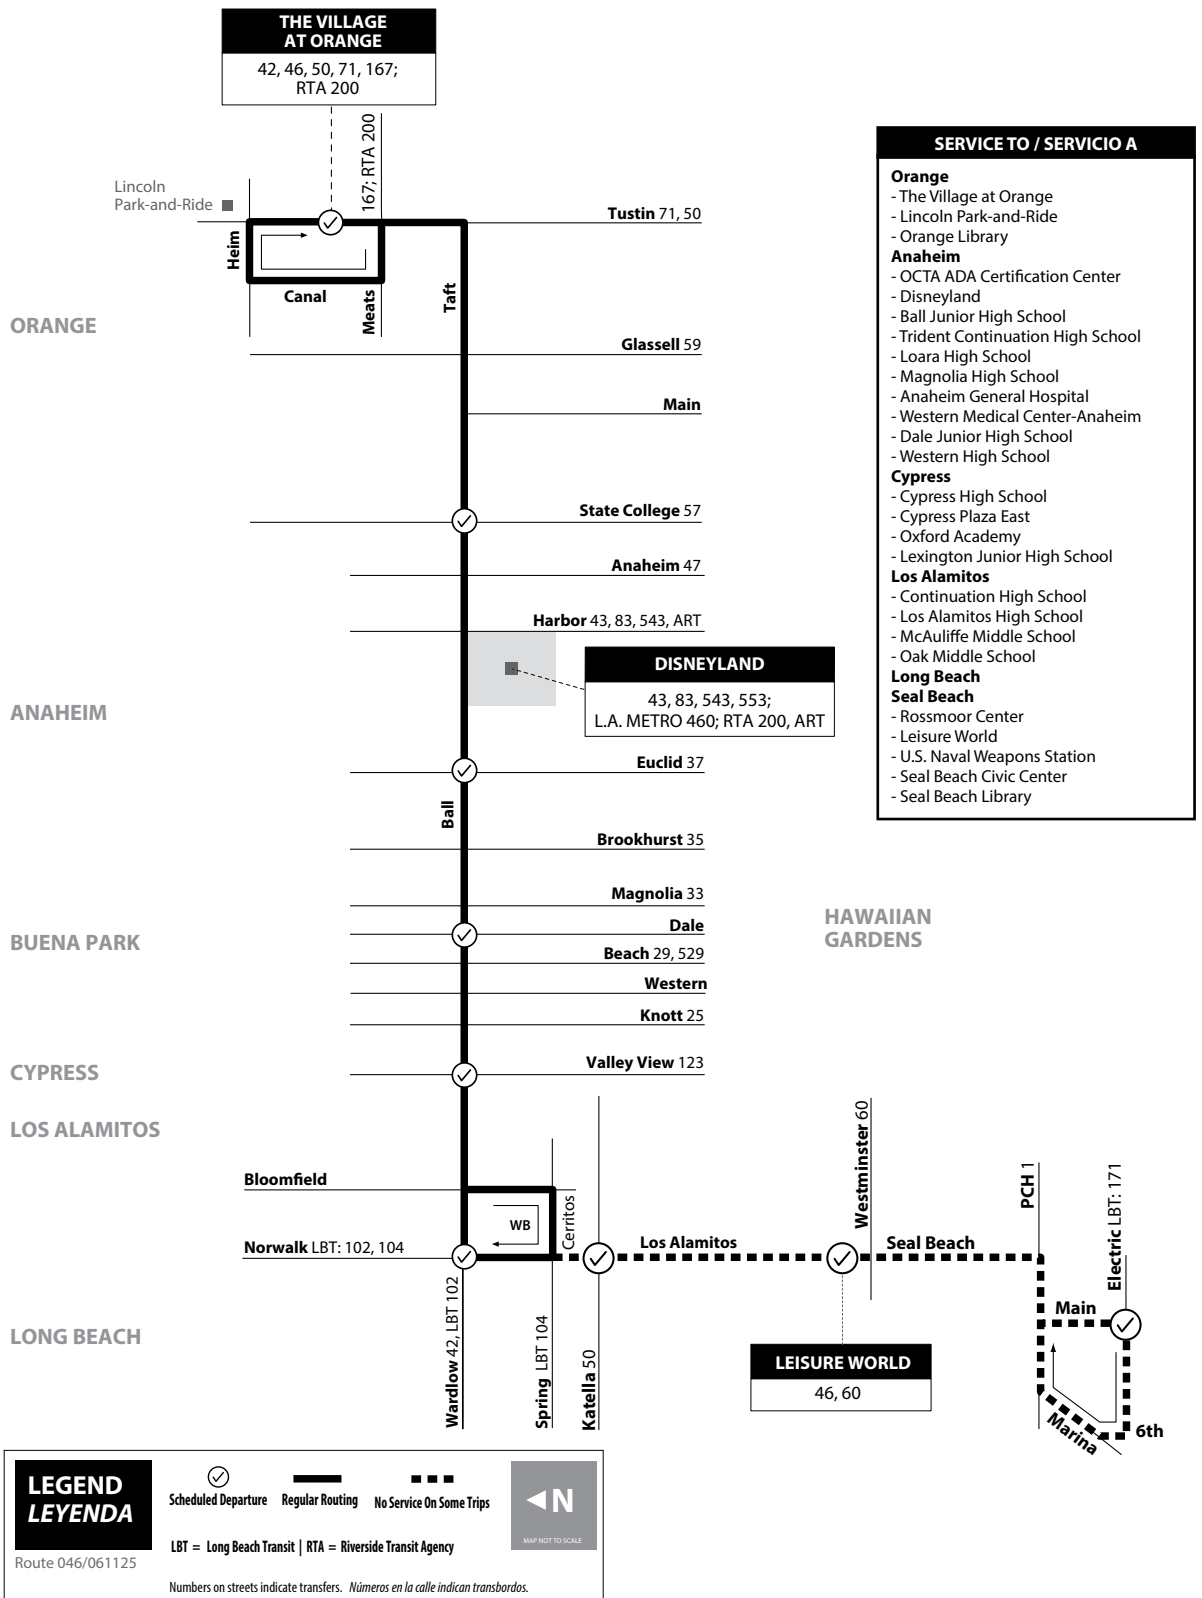 THE VILLAGE
AT ORANGE
42, 46, 50, 71, 167;
RTA 200
167; RTA 200
Lincoln
Park-and-Ride
Tustin 71, 50
Heim
Canal
Meats
Taft
ORANGE
Glassell 59
Main
State College 57
Anaheim 47
Harbor 43, 83, 543, ART
DISNEYLAND
43, 83, 543, 553;
L.A. METRO 460; RTA 200, ART
ANAHEIM
Euclid 37
Ball
Brookhurst 35
Magnolia 33
HAWAIIAN
GARDENS
Dale
BUENA PARK
Beach 29, 529
Western
Knott 25
Valley View 123
CYPRESS
LOS ALAMITOS
Bloomfield
WB
Cerritos
Norwalk LBT: 102, 104
Los Alamitos
Westminster 60
Seal Beach
PCH 1
Electric LBT: 171
Main
Marina
6th
LONG BEACH
Wardlow 42, LBT 102
Spring LBT 104
Katella 50
LEISURE WORLD
46, 60
SERVICE TO / SERVICIO A
Orange
- The Village at Orange
- Lincoln Park-and-Ride
- Orange Library
Anaheim
- OCTA ADA Certification Center
- Disneyland
- Ball Junior High School
- Trident Continuation High School
- Loara High School
- Magnolia High School
- Anaheim General Hospital
- Western Medical Center-Anaheim
- Dale Junior High School
- Western High School
Cypress
- Cypress High School
- Cypress Plaza East
- Oxford Academy
- Lexington Junior High School
Los Alamitos
- Continuation High School
- Los Alamitos High School
- McAuliffe Middle School
- Oak Middle School
Long Beach
Seal Beach
- Rossmoor Center
- Leisure World
- U.S. Naval Weapons Station
- Seal Beach Civic Center
- Seal Beach Library
LEGEND
LEYENDA
Route 046/061125
Scheduled Departure
Regular Routing
No Service On Some Trips
N
MAP NOT TO SCALE
LBT = Long Beach Transit | RTA = Riverside Transit Agency
Numbers on streets indicate transfers. Números en la calle indican transbordos.